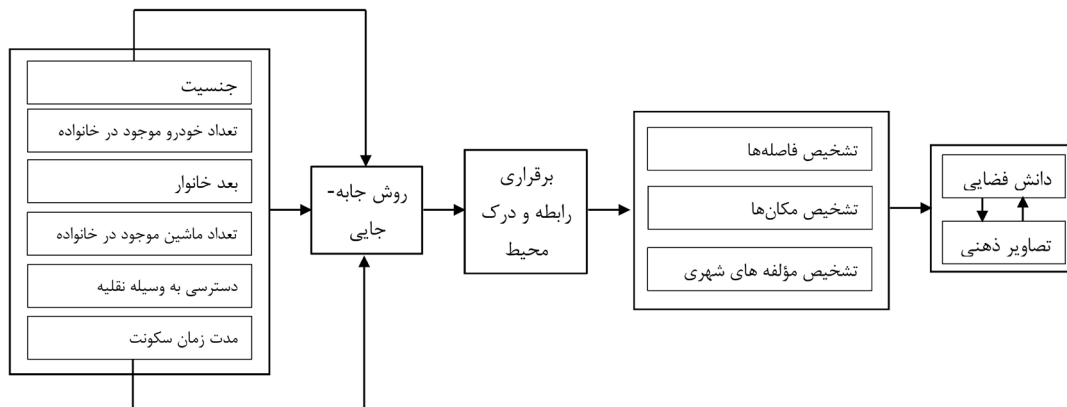 جنسیت
تعداد خودرو موجود در خانواده
بعد خانوار
تعداد ماشین موجود در خانواده
دسترسی به وسیله نقلیه
مدت زمان سکونت
روش جابه-
جایی
برقراری
رابطه و درک
محیط
تشخیص فاصله‌ها
تشخیص مکان‌ها
تشخیص مؤلفه های شهری
دانش فضایی
تصاویر ذهنی